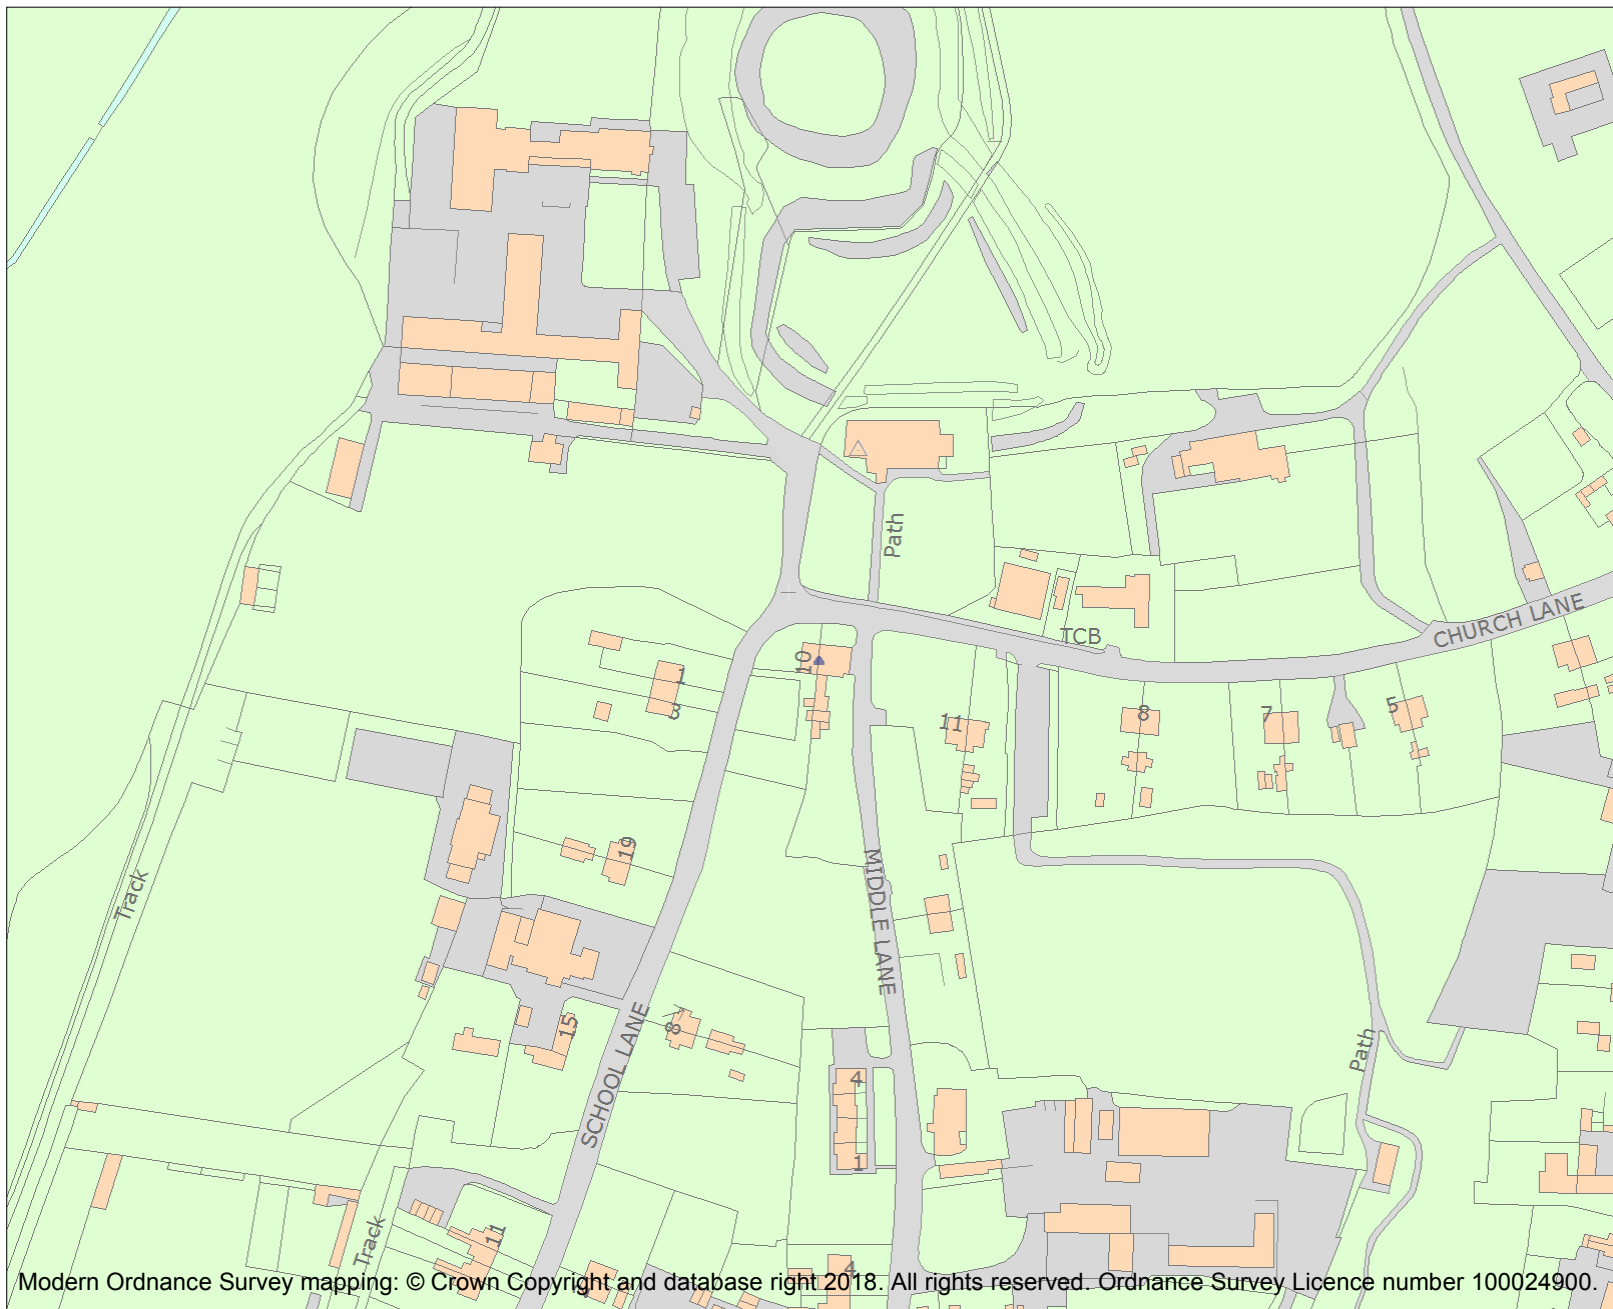 Path
TCB
CHURCH LANE
10
1
3
11
8
7
5
19
MIDDLE LANE
Track
15
SCHOOL LANE
7
8
Path
4
1
11
Track
4
Modern Ordnance Survey mapping: © Crown Copyright and database right 2018. All rights reserved. Ordnance Survey Licence number 100024900.